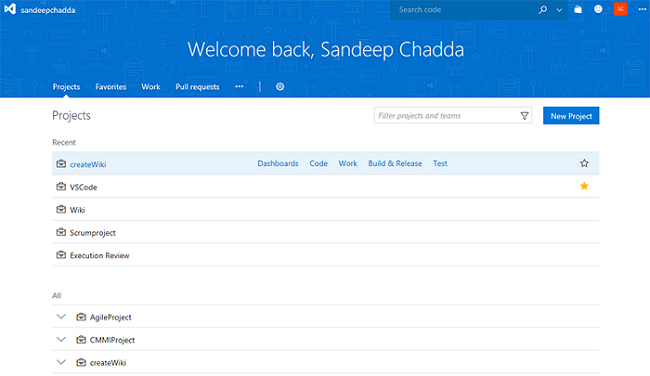 sandeepchadda
Search code
SC
Welcome back, Sandeep Chadda
Projects Favorites Work Pull requests
Projects
Filter projects and teams
New Project
Recent
createWiki Dashboards Code Work Build & Release Test
VSCode
Wiki
Scrumproject
Execution Review
All
AgileProject
CMMIProject
createWiki